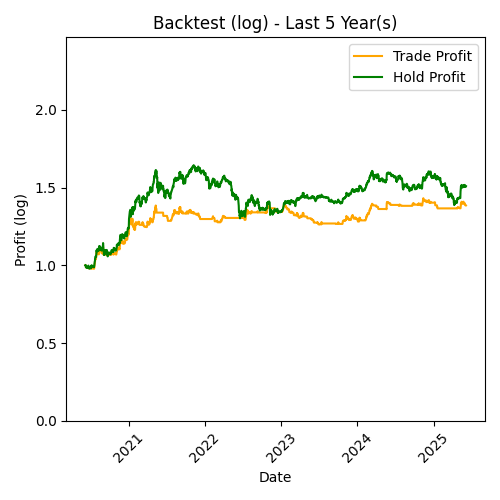 Backtest (log) - Last 5 Year(s)
Trade Profit
Hold Profit
Profit (log)
2.0
1.5
1.0
0.5
0.0
2021
2022
2023
2024
2025
Date